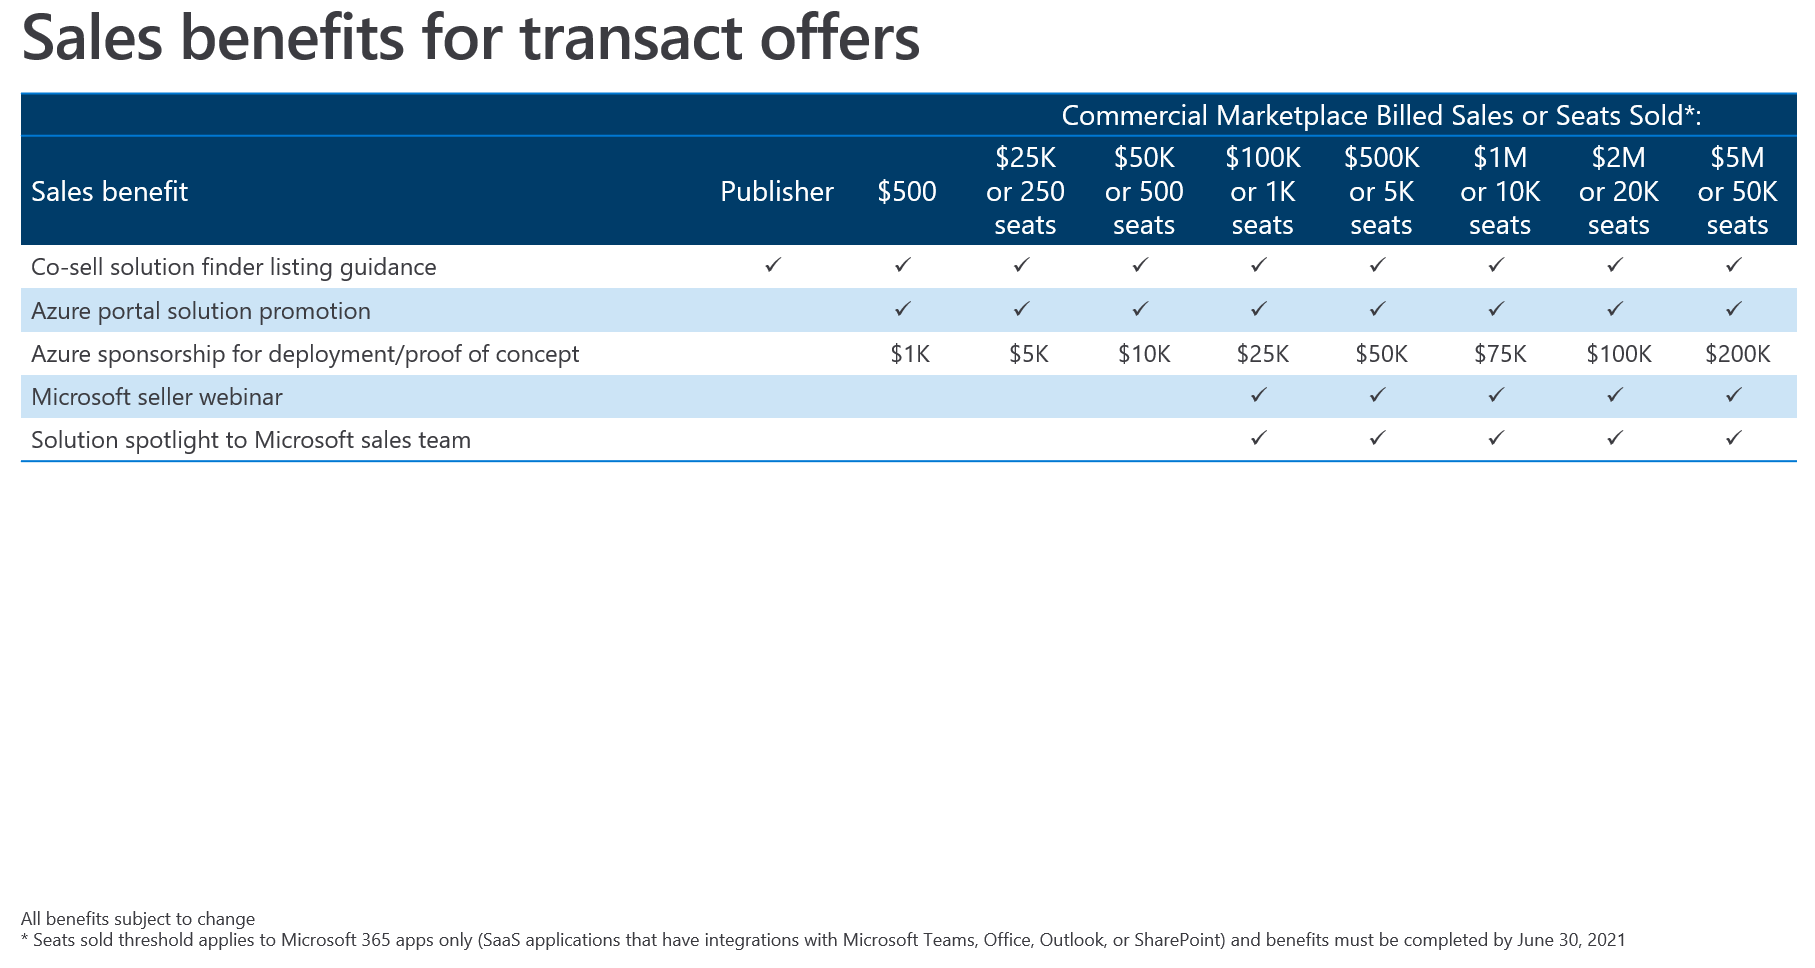 Sales benefits for transact offers
Commercial Marketplace Billed Sales or Seats Sold*:
Sales benefit Publisher $500 $25K or 250 seats $50K or 500 seats $100K or 1K seats $500K or 5K seats $1M or 10K seats $2M or 20K seats $5M or 50K seats
Co-sell solution finder listing guidance ✓ ✓ ✓ ✓ ✓ ✓ ✓ ✓ ✓
Azure portal solution promotion ✓ ✓ ✓ ✓ ✓ ✓ ✓ ✓
Azure sponsorship for deployment/proof of concept $1K $5K $10K $25K $50K $75K $100K $200K
Microsoft seller webinar ✓ ✓ ✓ ✓ ✓
Solution spotlight to Microsoft sales team ✓ ✓ ✓ ✓ ✓
All benefits subject to change
* Seats sold threshold applies to Microsoft 365 apps only (SaaS applications that have integrations with Microsoft Teams, Office, Outlook, or SharePoint) and benefits must be completed by June 30, 2021